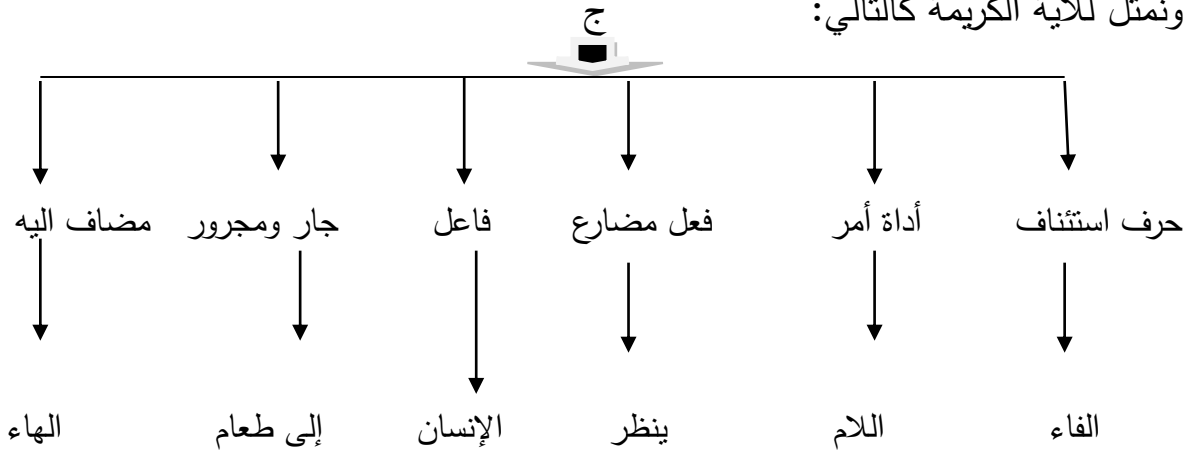 ونمثل للآية الكريمة كالتالي:
ج
حرف استئناف أداة أمر فعل مضارع فاعل جار ومجرور مضاف اليه
الفاء اللام ينظر الإنسان إلى طعام الهاء